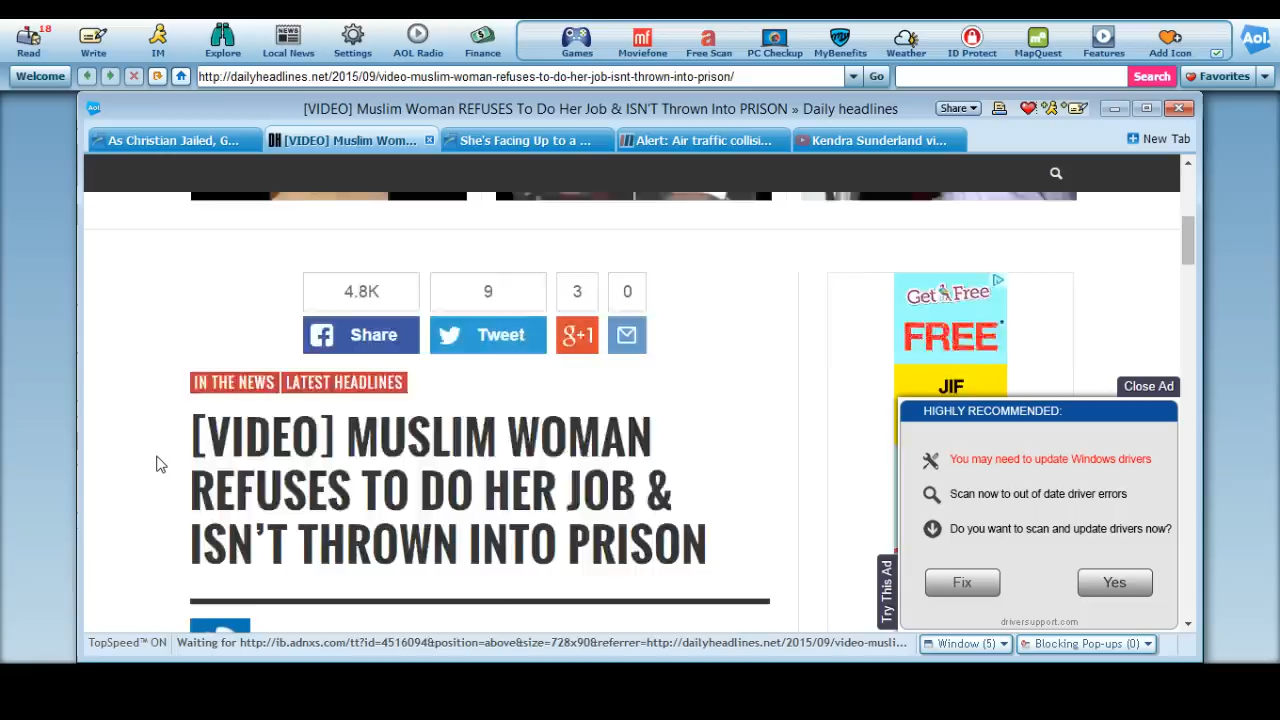 18
Read Write IM Explore Local News Settings AOL Radio Finance Games Moviefone Free Scan PC Checkup MyBenefits Weather ID Protect MapQuest Features Add Icon Aol.
Welcome http://dailyheadlines.net/2015/09/video-muslim-woman-refuses-to-do-her-job-isnt-thrown-into-prison/ Go Search Favorites
Aol. [VIDEO] Muslim Woman REFUSES To Do Her Job & ISN'T Thrown Into PRISON » Daily headlines Share
As Christian Jailed, G... DH [VIDEO] Muslim Wom... She's Facing Up to a ... Alert: Air traffic collisi... Kendra Sunderland vi... New Tab
4.8K 9 3 0
Share Tweet g+1
IN THE NEWS LATEST HEADLINES
[VIDEO] MUSLIM WOMAN
REFUSES TO DO HER JOB &
ISN'T THROWN INTO PRISON
Get Free
FREE*
JIF
Close Ad
HIGHLY RECOMMENDED:
You may need to update Windows drivers
Scan now to out of date driver errors
Do you want to scan and update drivers now?
Fix Yes
driversupport.com
Try This Ad
TopSpeed™ ON Waiting for http://ib.adnxs.com/tt?id=4516094&position=above&size=728x90&referrer=http://dailyheadlines.net/2015/09/video-musli... Window (5) Blocking Pop-ups (0)